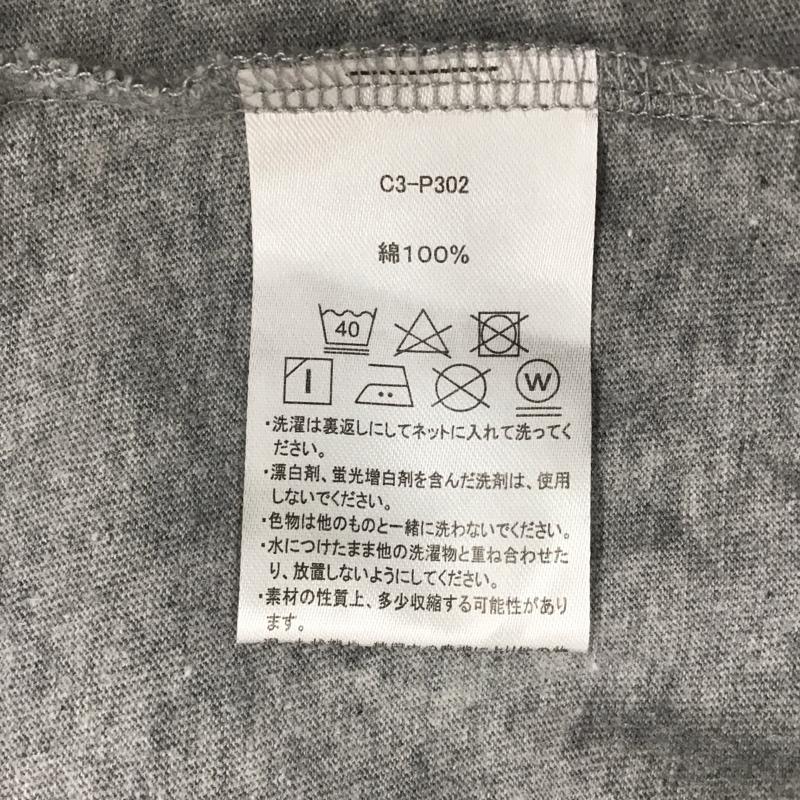 C3-P302
綿100%
40
W
・洗濯は裏返しにしてネットに入れて洗ってく
ださい。
・漂白剤、蛍光増白剤を含んだ洗剤は、使用
しないでください。
・色物は他のものと一緒に洗わないでください。
・水につけたまま他の洗濯物と重ね合わせた
り、放置しないようにしてください。
・素材の性質上、多少収縮する可能性があり
ます。